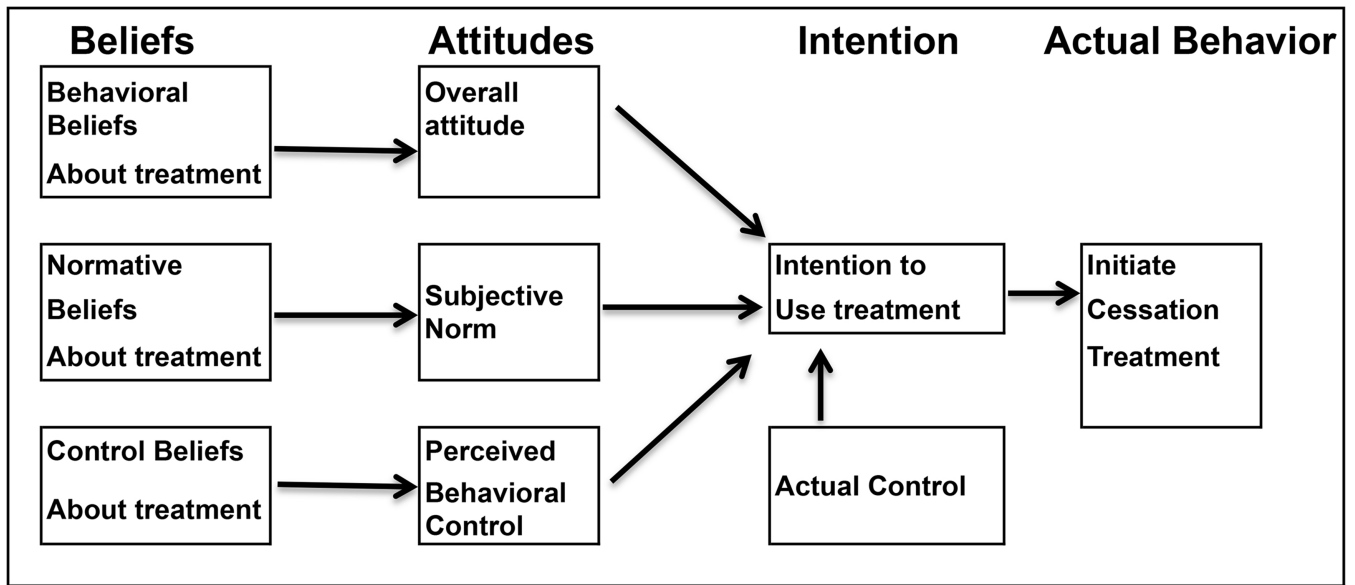 Beliefs
Attitudes
Intention
Actual Behavior
Behavioral
Beliefs
About treatment
Overall
attitude
Normative
Beliefs
About treatment
Subjective
Norm
Intention to
Use treatment
Initiate
Cessation
Treatment
Control Beliefs
About treatment
Perceived
Behavioral
Control
Actual Control